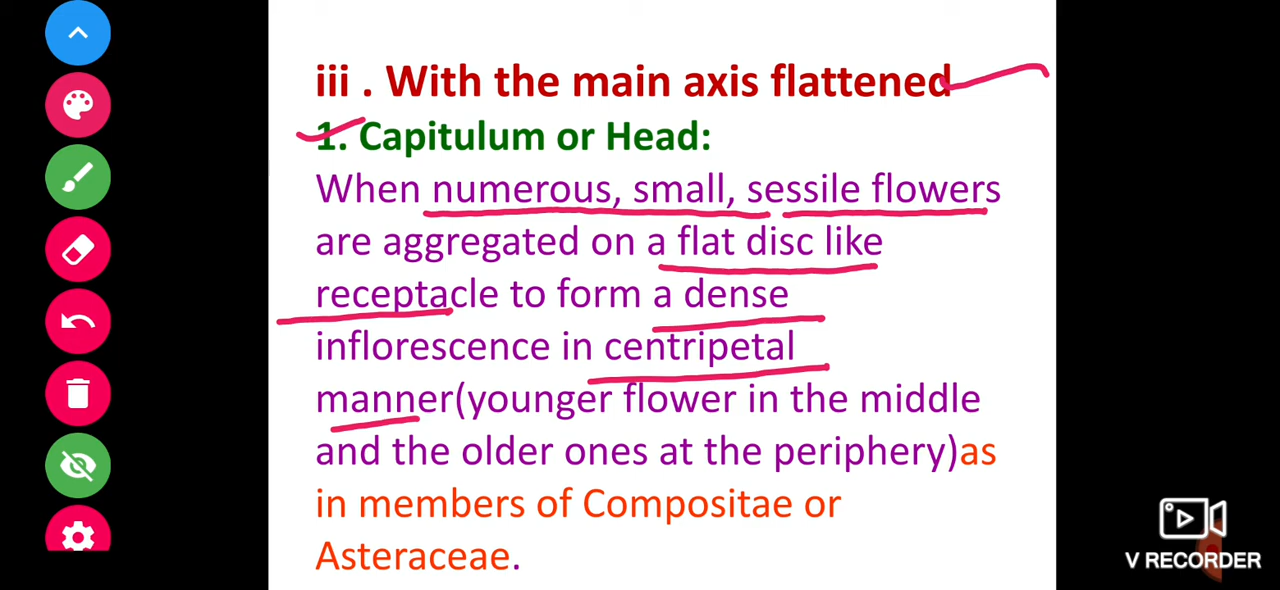 iii . With the main axis flattened
1. Capitulum or Head:
When numerous, small, sessile flowers
are aggregated on a flat disc like
receptacle to form a dense
inflorescence in centripetal
manner(younger flower in the middle
and the older ones at the periphery)as
in members of Compositae or
Asteraceae.
V RECORDER